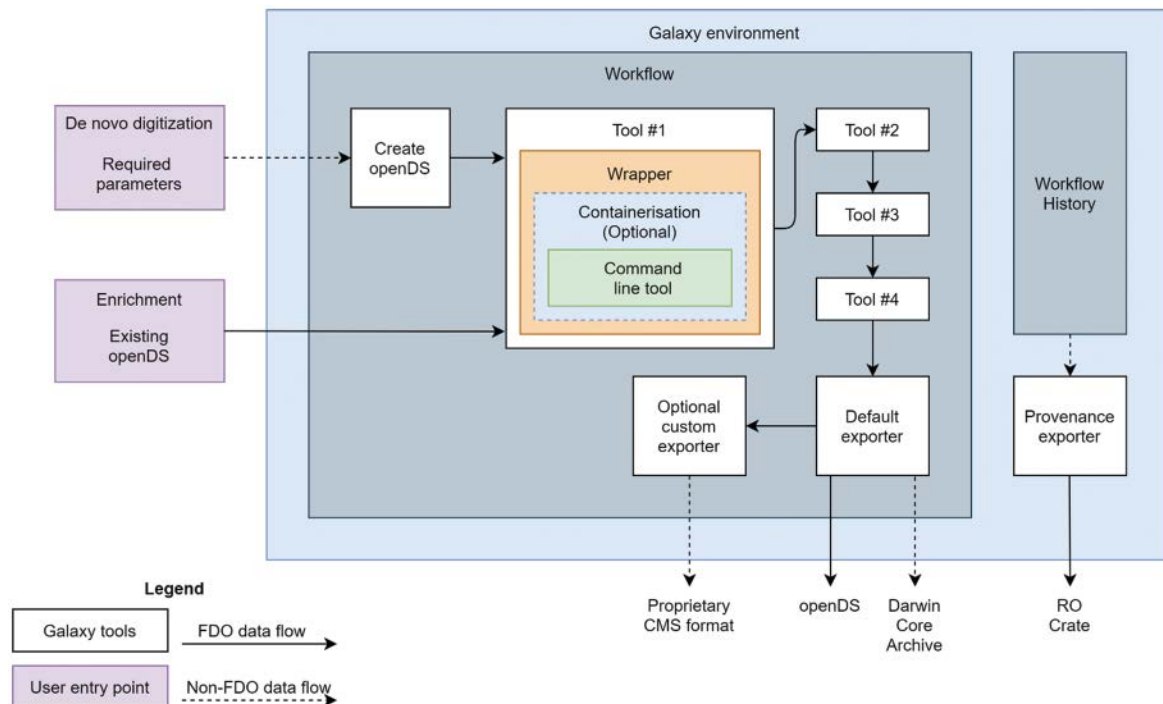 Galaxy environment
Workflow
De novo digitization
Required
parameters
Create
openDS
Tool #1
Wrapper
Containerisation
(Optional)
Command
line tool
Tool #2
Tool #3
Tool #4
Workflow
History
Enrichment
Existing
openDS
Optional
custom
exporter
Default
exporter
Provenance
exporter
Proprietary
CMS format
openDS
Darwin
Core
Archive
RO
Crate
Legend
Galaxy tools
FDO data flow
User entry point
Non-FDO data flow